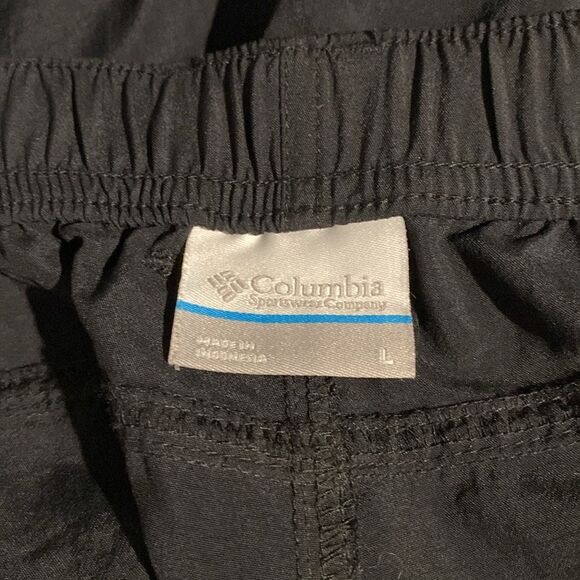 Columbia
Sportswear Company
MADE IN
INDONESIA
L